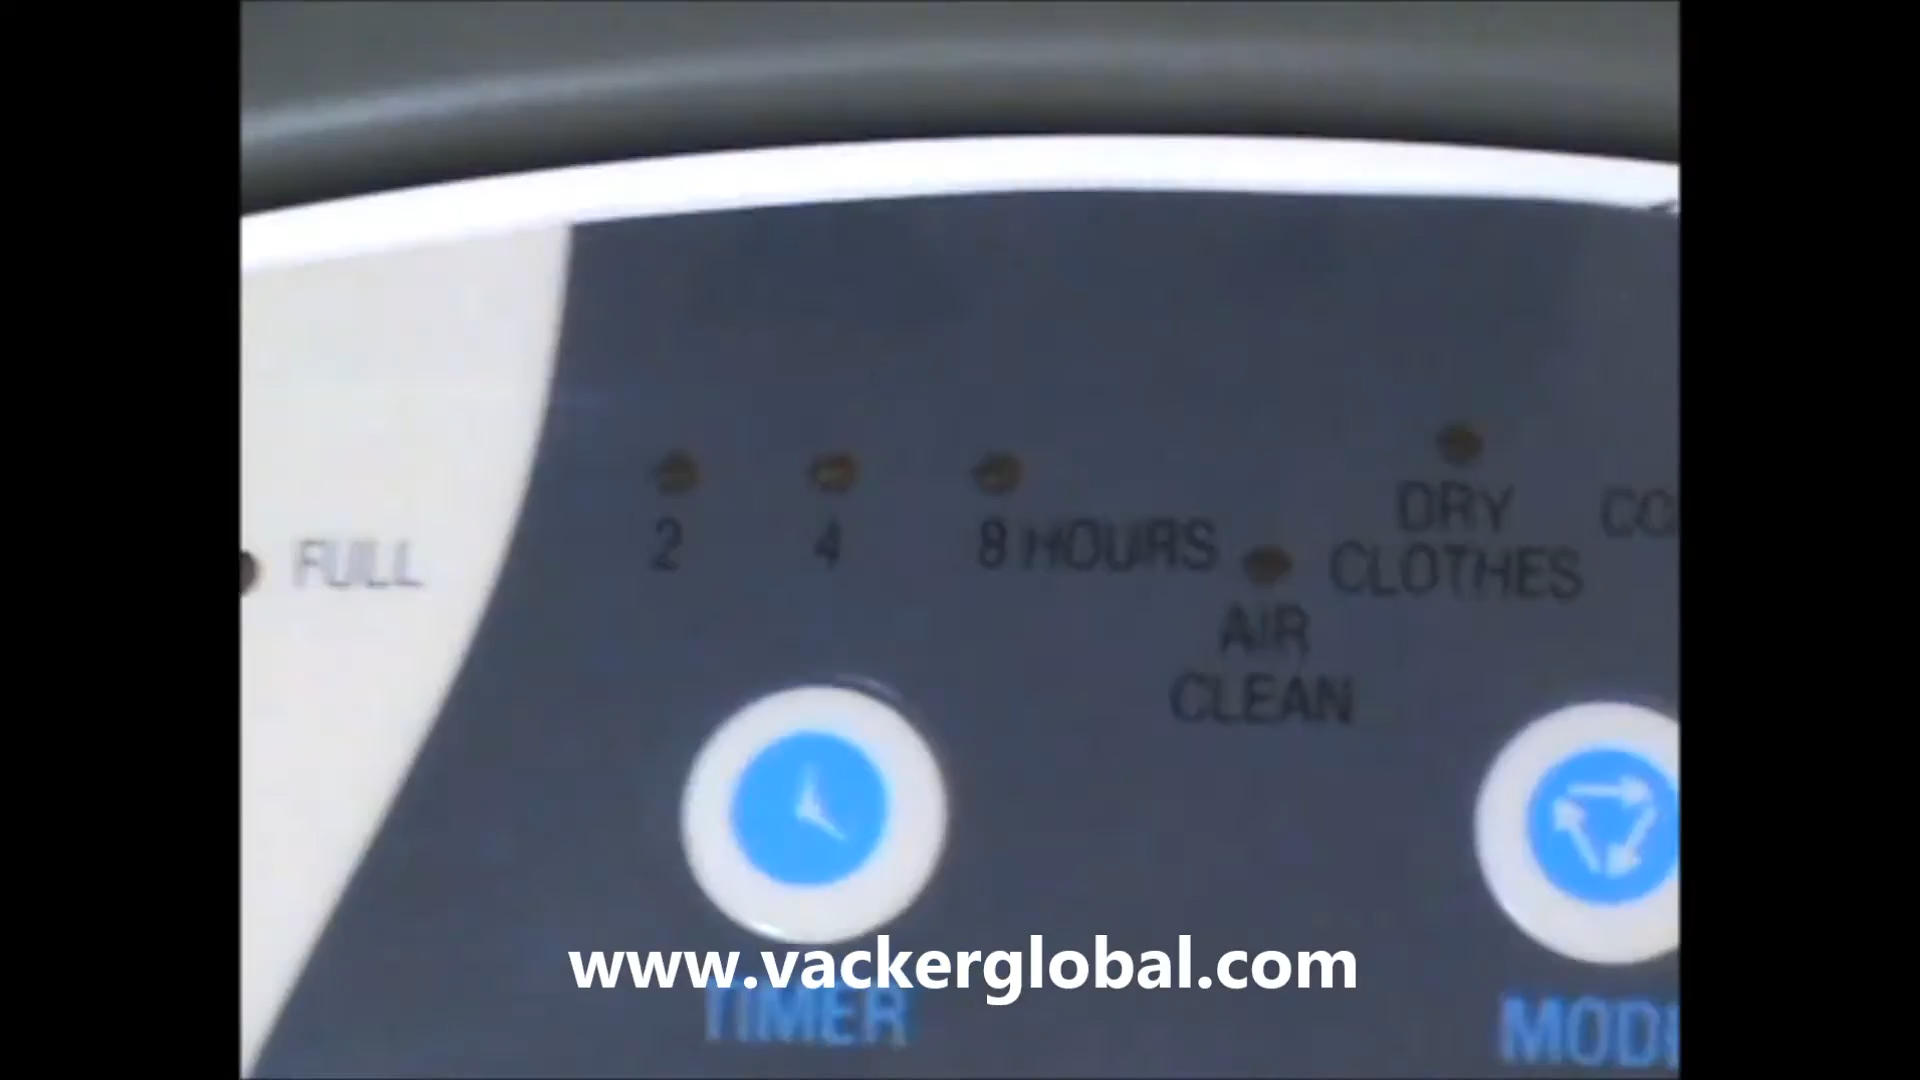 FULL
2 4 8 HOURS
DRY
CLOTHES
AIR
CLEAN
www.vackerglobal.com
TIMER